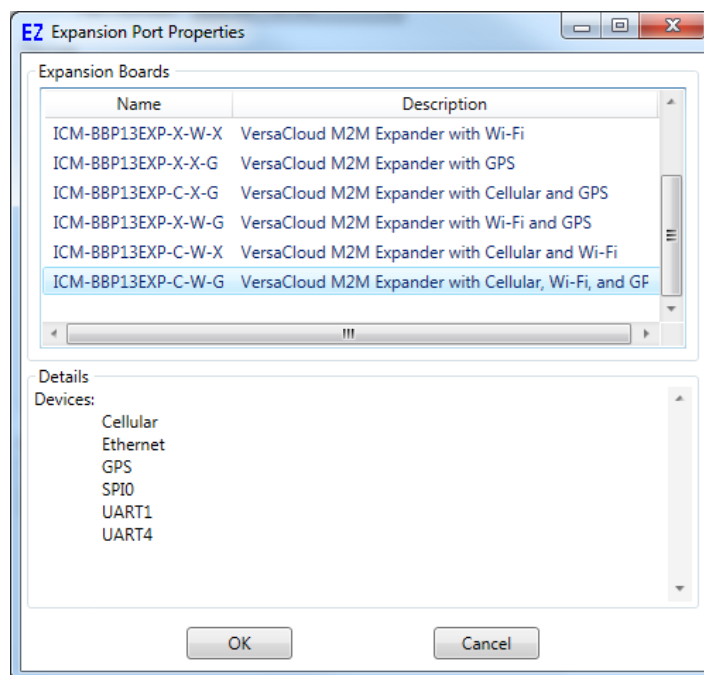 EZ Expansion Port Properties
Expansion Boards
Name Description
ICM-BBP13EXP-X-W-X VersaCloud M2M Expander with Wi-Fi
ICM-BBP13EXP-X-X-G VersaCloud M2M Expander with GPS
ICM-BBP13EXP-C-X-G VersaCloud M2M Expander with Cellular and GPS
ICM-BBP13EXP-X-W-G VersaCloud M2M Expander with Wi-Fi and GPS
ICM-BBP13EXP-C-W-X VersaCloud M2M Expander with Cellular and Wi-Fi
ICM-BBP13EXP-C-W-G VersaCloud M2M Expander with Cellular, Wi-Fi, and GF
Details
Devices:
Cellular
Ethernet
GPS
SPI0
UART1
UART4
OK Cancel